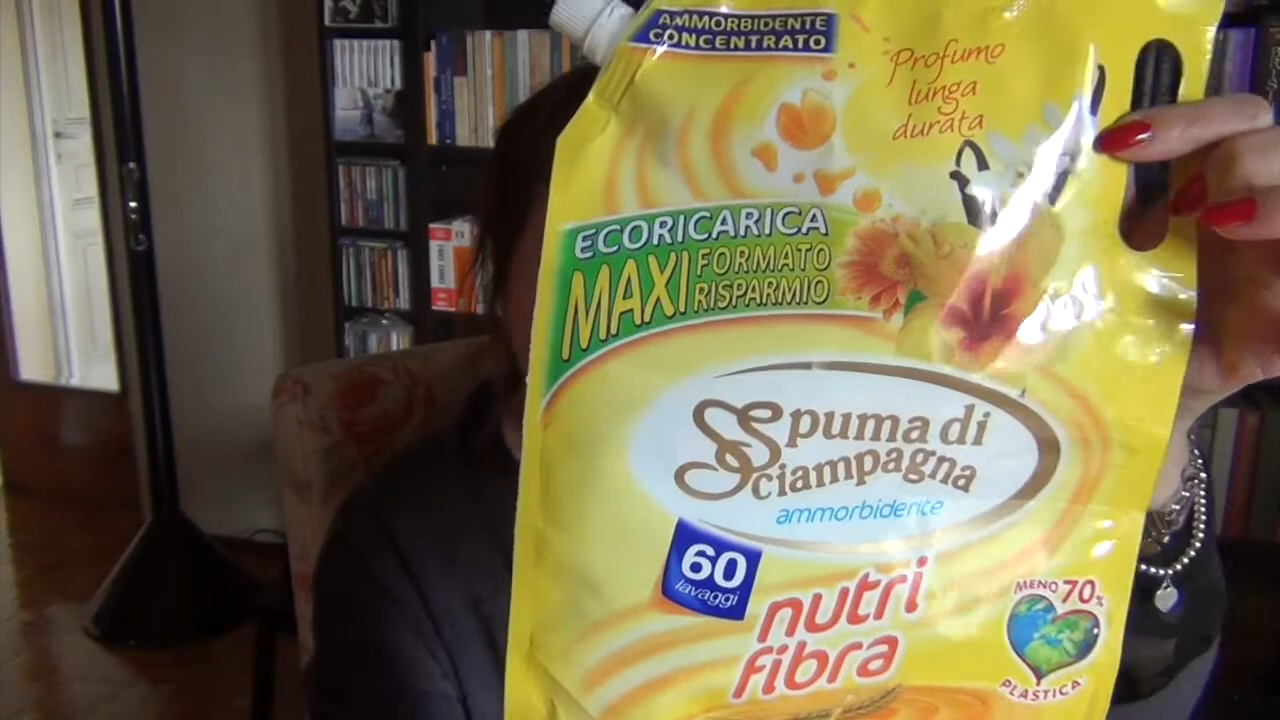 AMMORBIDENTE
CONCENTRATO
Profumo
lunga
durata
ECORICARICA
MAXI FORMATO
RISPARMIO
Spuma di
Sciampagna
ammorbidente
60
lavaggi
nutri
fibra
MENO 70%
PLASTICA